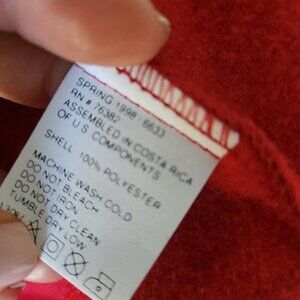 SPRING 1998 6633
RN # 76382
ASSEMBLED IN COSTA RICA
OF U.S. COMPONENTS
SHELL: 100% POLYESTER
MACHINE WASH COLD
DO NOT BLEACH
DO NOT IRON
DO NOT DRY CLEAN
TUMBLE DRY LOW